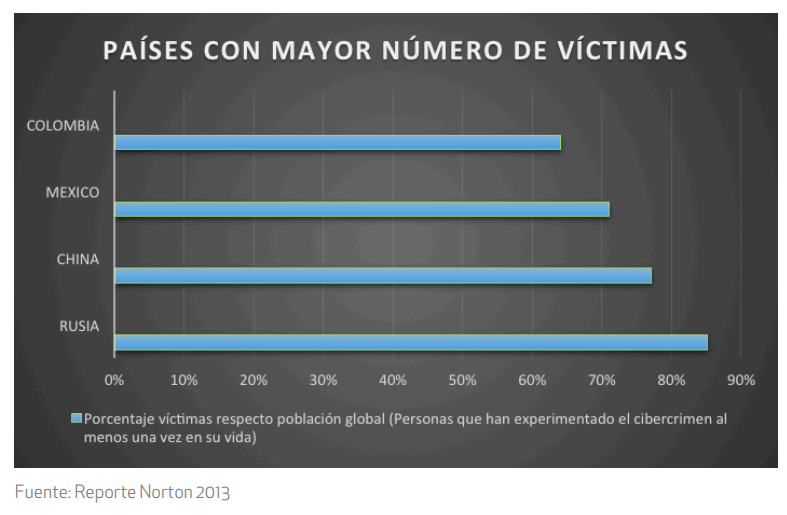 PAÍSES CON MAYOR NÚMERO DE VÍCTIMAS
COLOMBIA
MEXICO
CHINA
RUSIA
0% 10% 20% 30% 40% 50% 60% 70% 80% 90%
Porcentaje víctimas respecto población global (Personas que han experimentado el cibercrimen al
menos una vez en su vida)
Fuente: Reporte Norton 2013